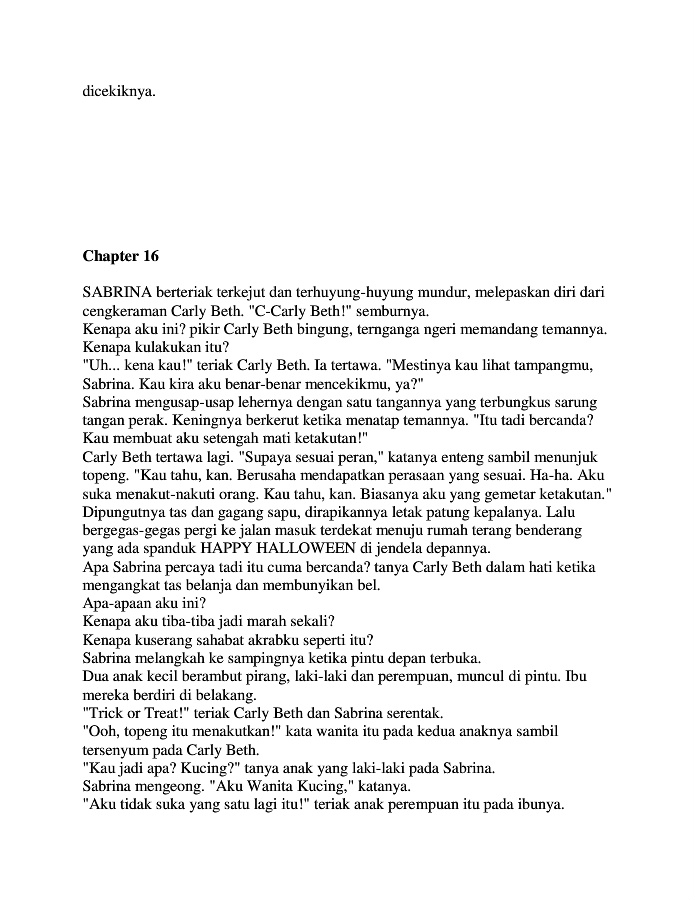 dicekiknya.
Chapter 16
SABRINA berteriak terkejut dan terhuyung-huyung mundur, melepaskan diri dari
cengkeraman Carly Beth. "C-Carly Beth!" semburnya.
Kenapa aku ini? pikir Carly Beth bingung, ternganga ngeri memandang temannya.
Kenapa kulakukan itu?
"Uh... kena kau!" teriak Carly Beth. Ia tertawa. "Mestinya kau lihat tampangmu,
Sabrina. Kau kira aku benar-benar mencekikmu, ya?"
Sabrina mengusap-usap lehernya dengan satu tangannya yang terbungkus sarung
tangan perak. Keningnya berkerut ketika menatap temannya. "Itu tadi bercanda?
Kau membuat aku setengah mati ketakutan!"
Carly Beth tertawa lagi. "Supaya sesuai peran," katanya enteng sambil menunjuk
topeng. "Kau tahu, kan. Berusaha mendapatkan perasaan yang sesuai. Ha-ha. Aku
suka menakut-nakuti orang. Kau tahu, kan. Biasanya aku yang gemetar ketakutan."
Dipungutnya tas dan gagang sapu, dirapikannya letak patung kepalanya. Lalu
bergegas-gegas pergi ke jalan masuk terdekat menuju rumah terang benderang
yang ada spanduk HAPPY HALLOWEEN di jendela depannya.
Apa Sabrina percaya tadi itu cuma bercanda? tanya Carly Beth dalam hati ketika
mengangkat tas belanja dan membunyikan bel.
Apa-apaan aku ini?
Kenapa aku tiba-tiba jadi marah sekali?
Kenapa kuserang sahabat akrabku seperti itu?
Sabrina melangkah ke sampingnya ketika pintu depan terbuka.
Dua anak kecil berambut pirang, laki-laki dan perempuan, muncul di pintu. Ibu
mereka berdiri di belakang.
"Trick or Treat!" teriak Carly Beth dan Sabrina serentak.
"Ooh, topeng itu menakutkan!" kata wanita itu pada kedua anaknya sambil
tersenyum pada Carly Beth.
"Kau jadi apa? Kucing?" tanya anak yang laki-laki pada Sabrina.
Sabrina mengeong. "Aku Wanita Kucing," katanya.
"Aku tidak suka yang satu lagi itu!" teriak anak perempuan itu pada ibunya.